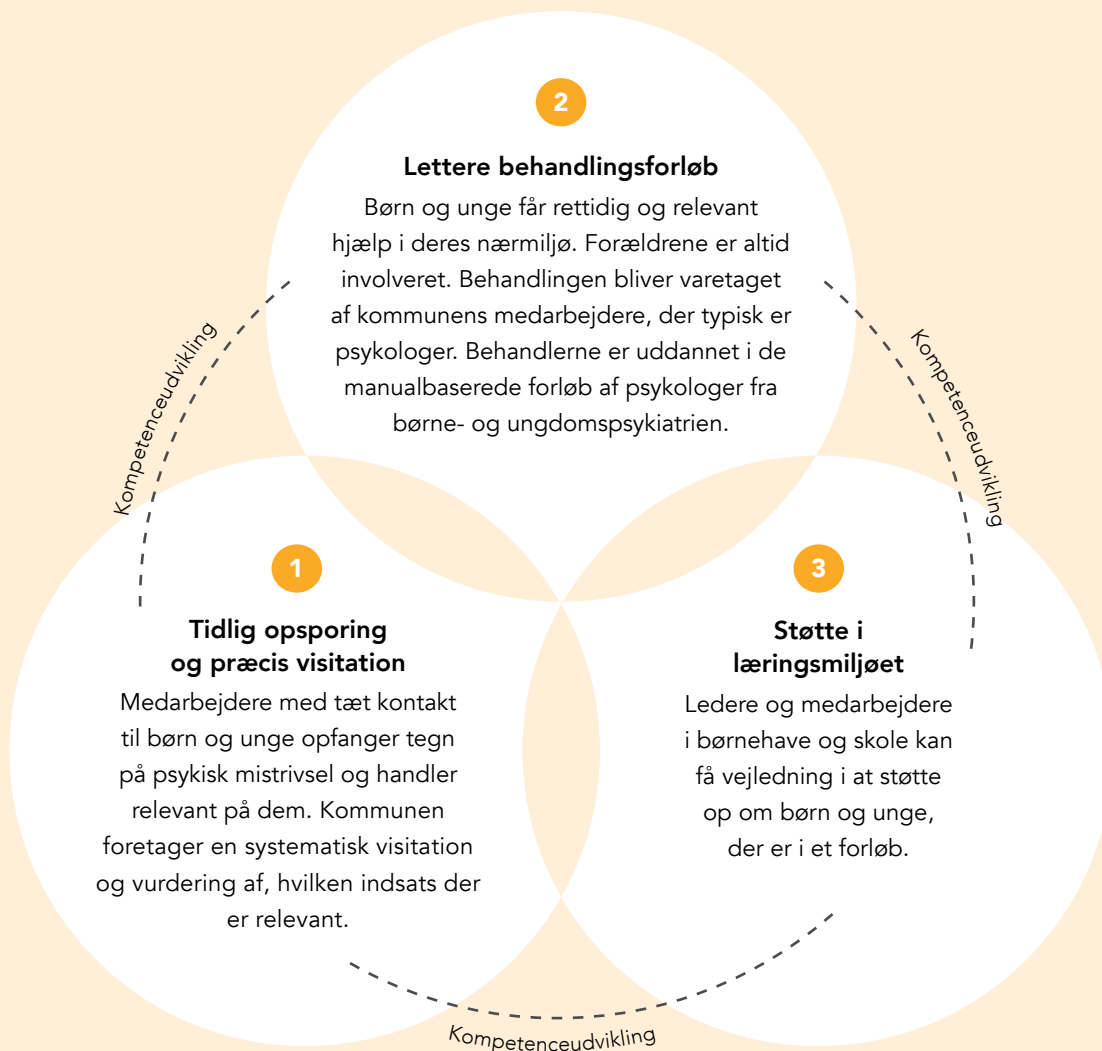 2
Lettere behandlingsforløb
Børn og unge får rettidig og relevant
hjælp i deres nærmiljø. Forældrene er altid
involveret. Behandlingen bliver varetaget
af kommunens medarbejdere, der typisk er
psykologer. Behandlerne er uddannet i de
manualbaserede forløb af psykologer fra
børne- og ungdomspsykiatrien.
Kompetenceudvikling
Kompetenceudvikling
1
Tidlig opsporing
og præcis visitation
Medarbejdere med tæt kontakt
til børn og unge opfanger tegn
på psykisk mistrivsel og handler
relevant på dem. Kommunen
foretager en systematisk visitation
og vurdering af, hvilken indsats der
er relevant.
3
Støtte i
læringsmiljøet
Ledere og medarbejdere
i børnehave og skole kan
få vejledning i at støtte
op om børn og unge,
der er i et forløb.
Kompetenceudvikling